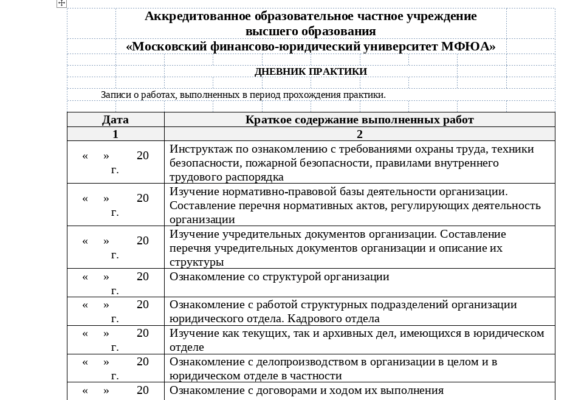 Аккредитованное образовательное частное учреждение
высшего образования
«Московский финансово-юридический университет МФЮА»
ДНЕВНИК ПРАКТИКИ
Записи о работах, выполненных в период прохождения практики.
Дата Краткое содержание выполненных работ
1 2
« » 20 г. Инструктаж по ознакомлению с требованиями охраны труда, техники
безопасности, пожарной безопасности, правилами внутреннего
трудового распорядка
« » 20 г. Изучение нормативно-правовой базы деятельности организации.
Составление перечня нормативных актов, регулирующих деятельность
организации
« » 20 г. Изучение учредительных документов организации. Составление
перечня учредительных документов организации и описание их
структуры
« » 20 г. Ознакомление со структурой организации
« » 20 г. Ознакомление с работой структурных подразделений организации
юридического отдела. Кадрового отдела
« » 20 г. Изучение как текущих, так и архивных дел, имеющихся в юридическом
отделе
« » 20 г. Ознакомление с делопроизводством в организации в целом и в
юридическом отделе в частности
« » 20 Ознакомление с договорами и ходом их выполнения